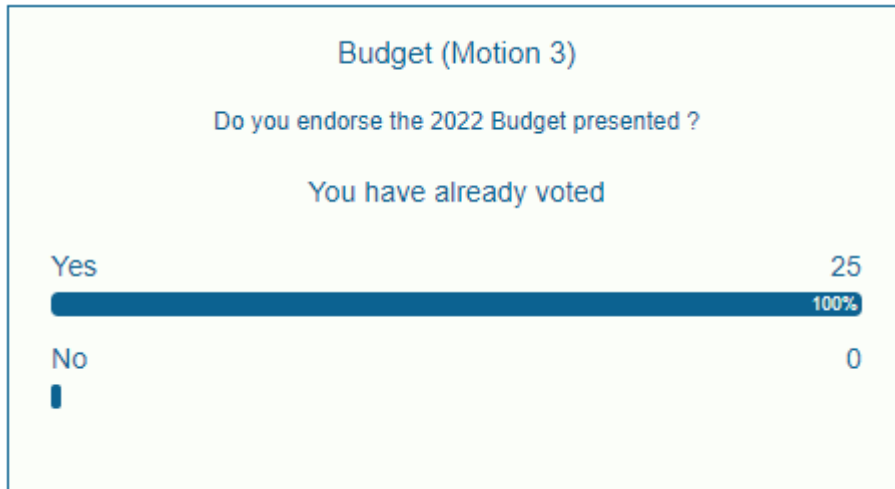 Budget (Motion 3)
Do you endorse the 2022 Budget presented ?
You have already voted
Yes 25
100%
No 0